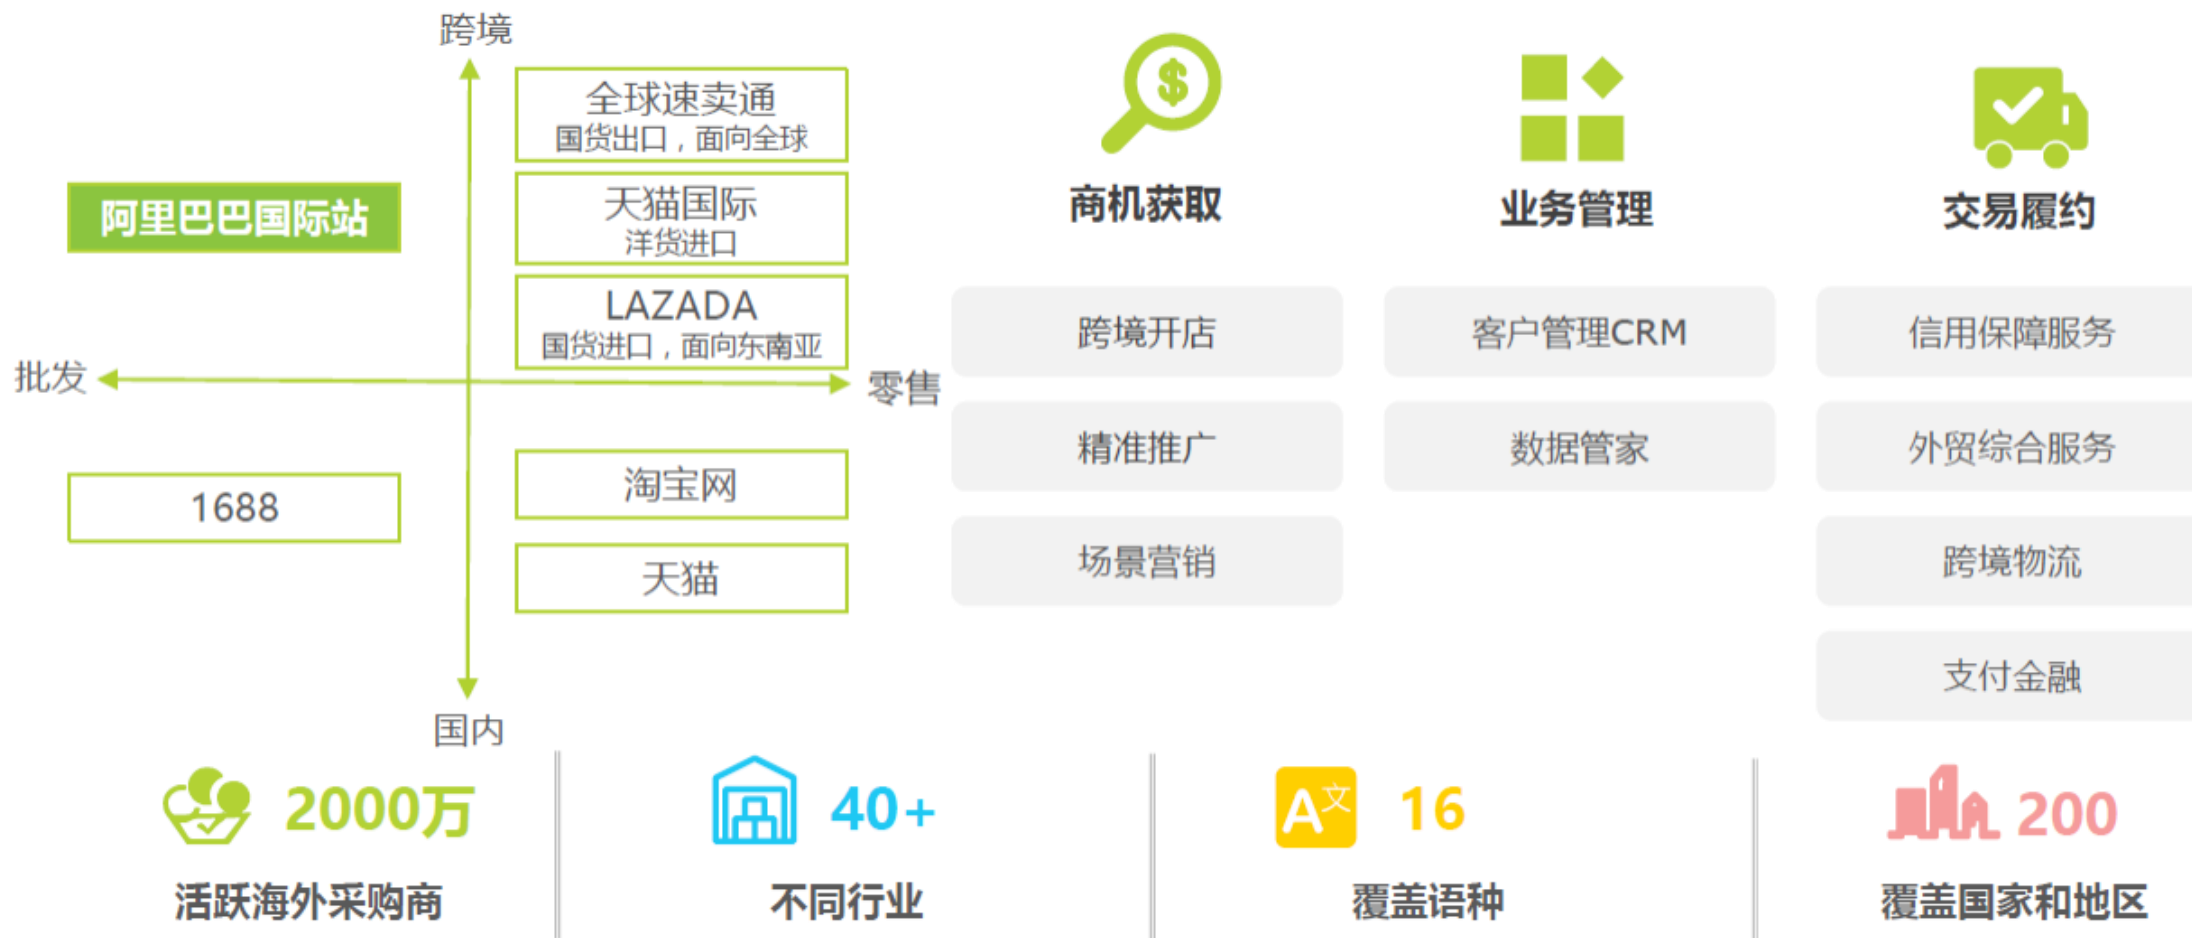 跨境
全球速卖通
国货出口，面向全球
天猫国际
洋货进口
LAZADA
国货进口，面向东南亚
阿里巴巴国际站
批发
零售
1688
淘宝网
天猫
国内
$
商机获取
跨境开店
精准推广
场景营销
业务管理
客户管理CRM
数据管家
交易履约
信用保障服务
外贸综合服务
跨境物流
支付金融
2000万
活跃海外采购商
40+
不同行业
A文
16
覆盖语种
200
覆盖国家和地区